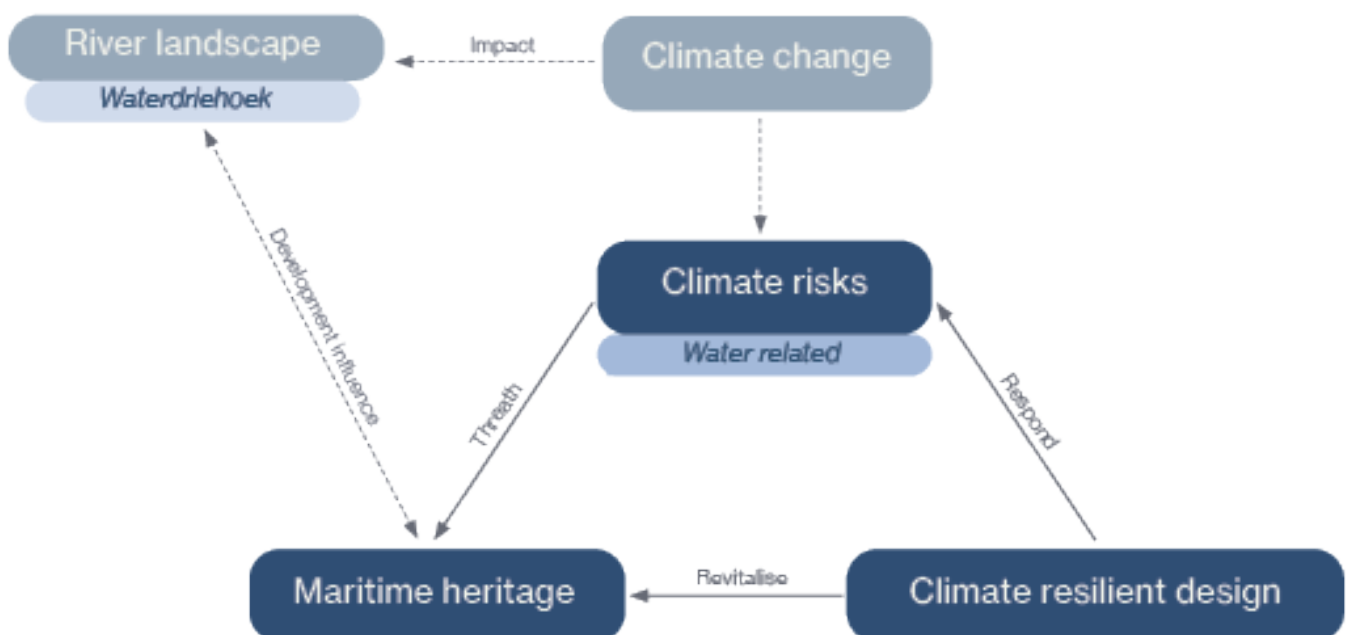 River landscape
Impact
Climate change
Waterdriehoek
Development influence
Climate risks
Water related
Threath
Respond
Maritime heritage
Revitalise
Climate resilient design